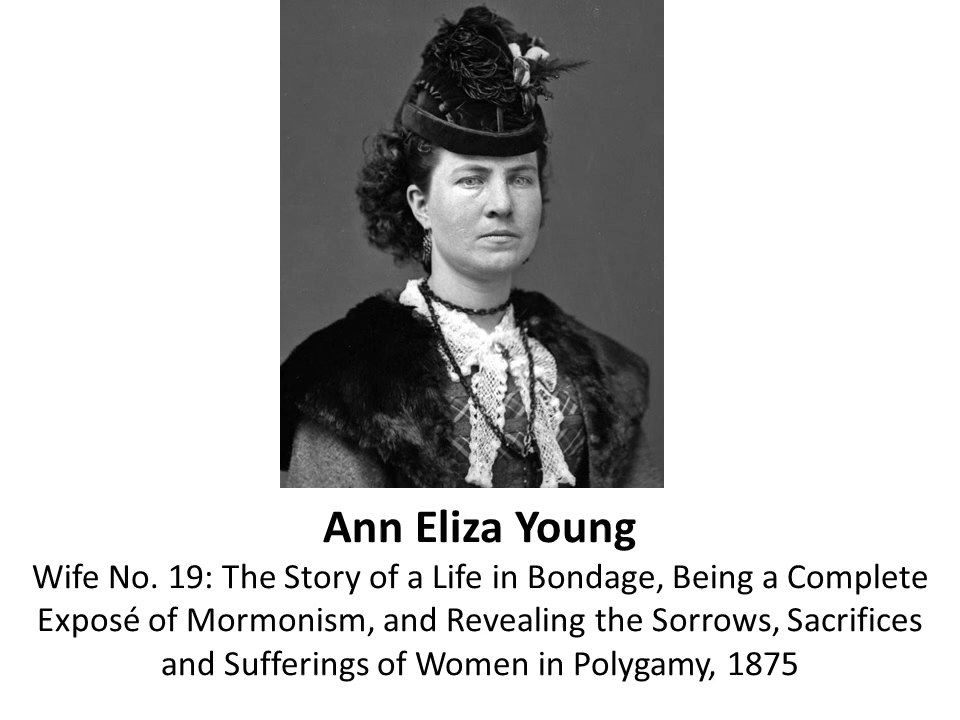 Ann Eliza Young
Wife No. 19: The Story of a Life in Bondage, Being a Complete
Exposé of Mormonism, and Revealing the Sorrows, Sacrifices
and Sufferings of Women in Polygamy, 1875